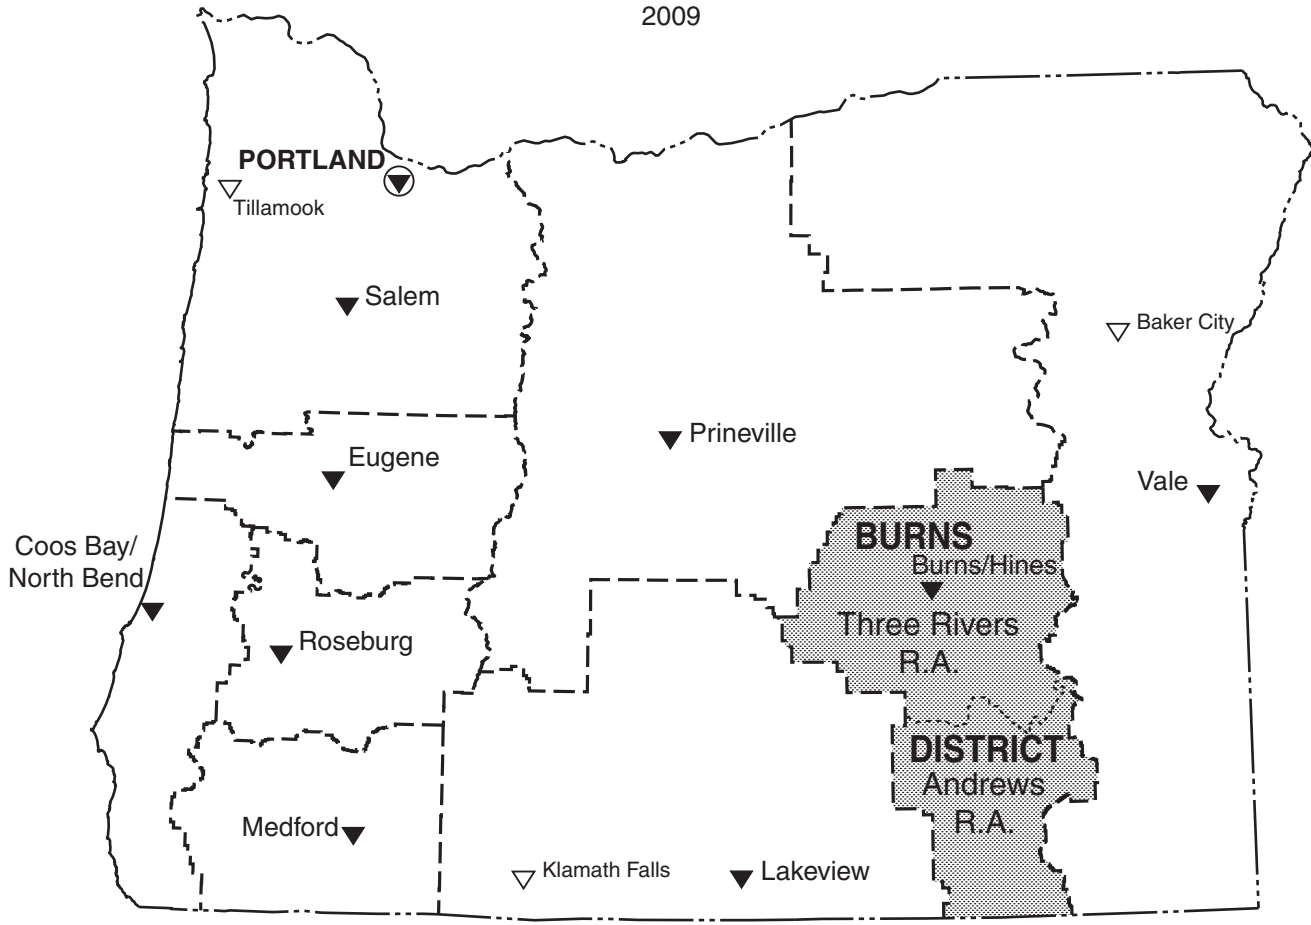 2009
PORTLAND
Tillamook
Salem
Baker City
Prineville
Eugene
Vale
BURNS
Coos Bay/
North Bend
Burns/Hines
Three Rivers
R.A.
Roseburg
DISTRICT
Andrews
R.A.
Medford
Klamath Falls
Lakeview